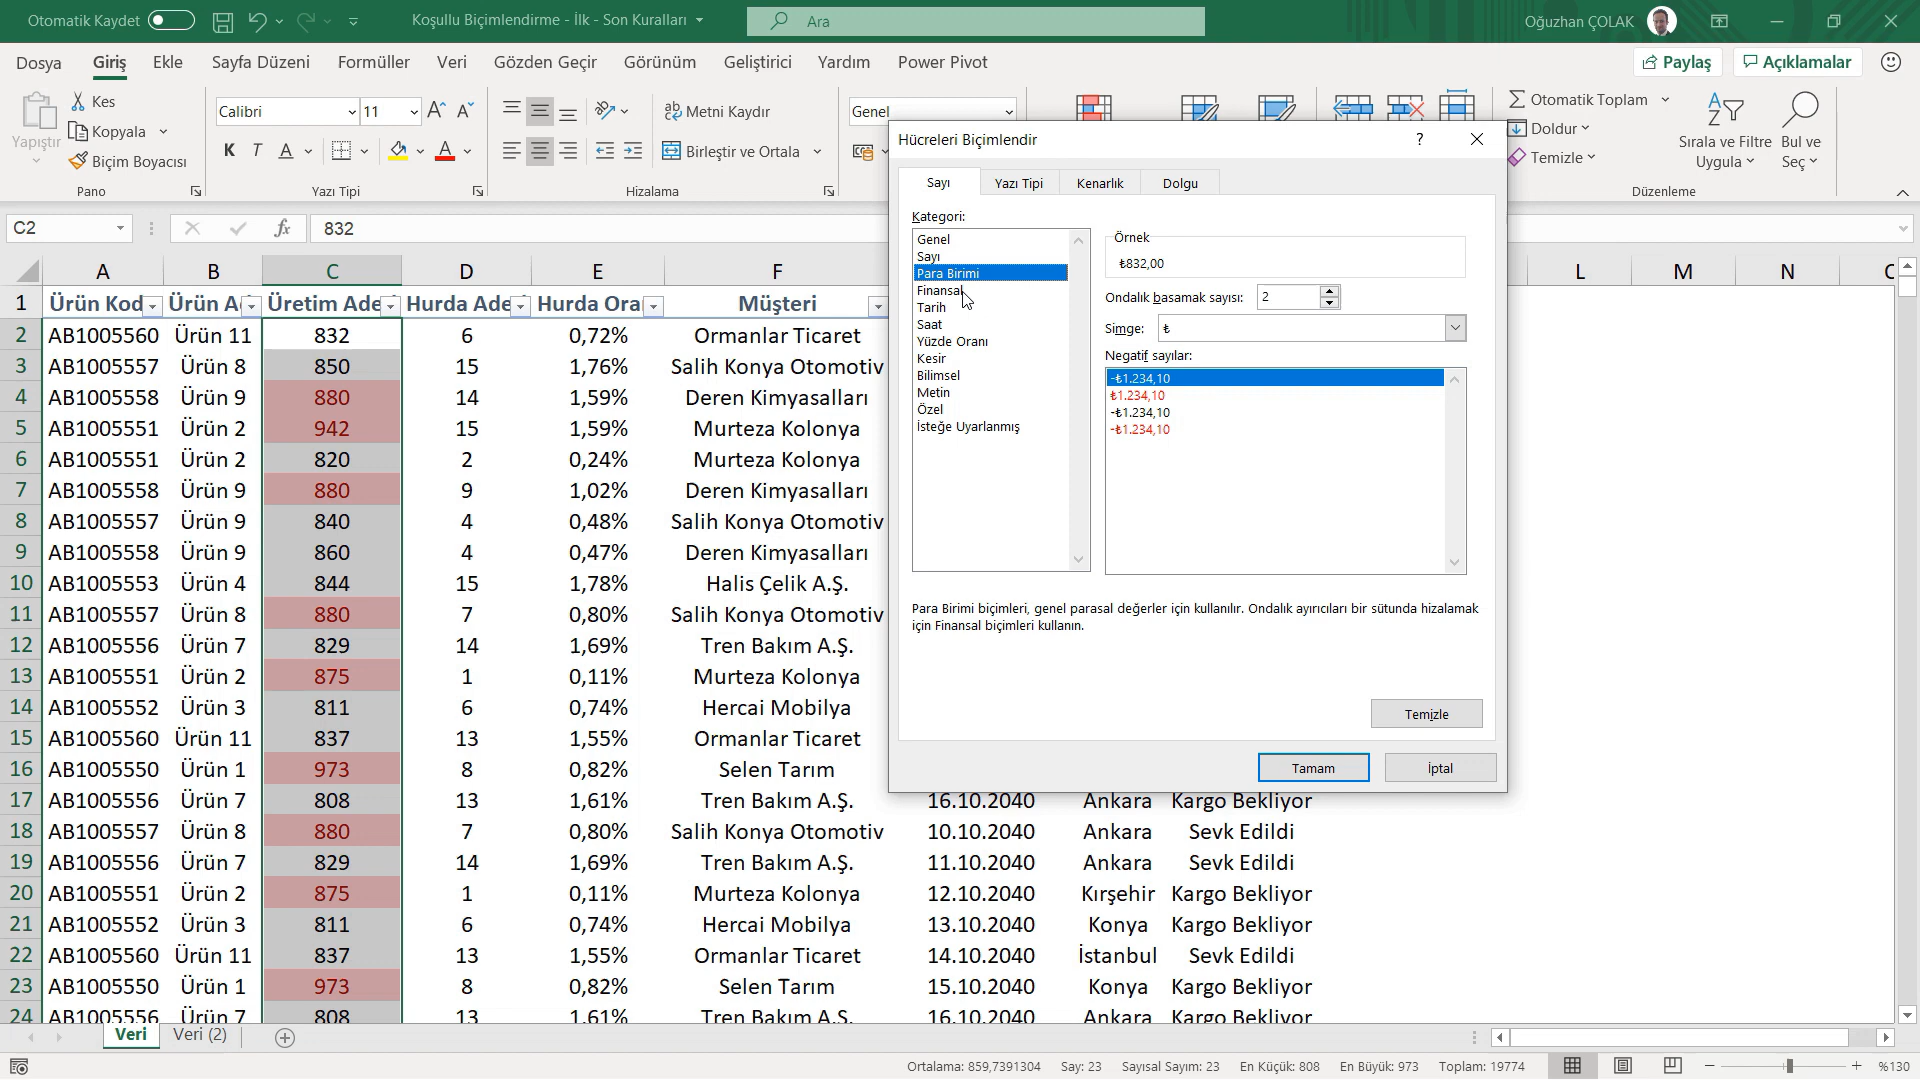 Otomatik Kaydet
Koşullu Biçimlendirme - İlk - Son Kuralları
Ara
Oğuzhan ÇOLAK
Dosya Giriş Ekle Sayfa Düzeni Formüller Veri Gözden Geçir Görünüm Geliştirici Yardım Power Pivot
Paylaş
Açıklamalar
Yapıştır
Kes
Kopyala
Biçim Boyacısı
Pano
Calibri 11
K T A
Yazı Tipi
Metni Kaydır
Birleştir ve Ortala
Hizalama
Genel
Otomatik Toplam
Doldur
Temizle
Sırala ve Filtre Uygula
Bul ve Seç
Düzenleme
C2 fx 832
A B C D E F L M N
1 Ürün Kod Ürün A Üretim Ade Hurda Ade Hurda Ora Müşteri
2 AB1005560 Ürün 11 832 6 0,72% Ormanlar Ticaret
3 AB1005557 Ürün 8 850 15 1,76% Salih Konya Otomotiv
4 AB1005558 Ürün 9 880 14 1,59% Deren Kimyasalları
5 AB1005551 Ürün 2 942 15 1,59% Murteza Kolonya
6 AB1005551 Ürün 2 820 2 0,24% Murteza Kolonya
7 AB1005558 Ürün 9 880 9 1,02% Deren Kimyasalları
8 AB1005557 Ürün 9 840 4 0,48% Salih Konya Otomotiv
9 AB1005558 Ürün 9 860 4 0,47% Deren Kimyasalları
10 AB1005553 Ürün 4 844 15 1,78% Halis Çelik A.Ş.
11 AB1005557 Ürün 8 880 7 0,80% Salih Konya Otomotiv
12 AB1005556 Ürün 7 829 14 1,69% Tren Bakım A.Ş.
13 AB1005551 Ürün 2 875 1 0,11% Murteza Kolonya
14 AB1005552 Ürün 3 811 6 0,74% Hercai Mobilya
15 AB1005560 Ürün 11 837 13 1,55% Ormanlar Ticaret
16 AB1005550 Ürün 1 973 8 0,82% Selen Tarım
17 AB1005556 Ürün 7 808 13 1,61% Tren Bakım A.Ş. 16.10.2040 Ankara Kargo Bekliyor
18 AB1005557 Ürün 8 880 7 0,80% Salih Konya Otomotiv 10.10.2040 Ankara Sevk Edildi
19 AB1005556 Ürün 7 829 14 1,69% Tren Bakım A.Ş. 11.10.2040 Ankara Sevk Edildi
20 AB1005551 Ürün 2 875 1 0,11% Murteza Kolonya 12.10.2040 Kırşehir Kargo Bekliyor
21 AB1005552 Ürün 3 811 6 0,74% Hercai Mobilya 13.10.2040 Konya Kargo Bekliyor
22 AB1005560 Ürün 11 837 13 1,55% Ormanlar Ticaret 14.10.2040 İstanbul Sevk Edildi
23 AB1005550 Ürün 1 973 8 0,82% Selen Tarım 15.10.2040 Konya Kargo Bekliyor
24 AB1005556 Ürün 7 808 13 1,61% Tren Bakım A.Ş. 16.10.2040 Ankara Kargo Bekliyor
Hücreleri Biçimlendir ?
Sayı Yazı Tipi Kenarlık Dolgu
Kategori:
Genel
Sayı
Para Birimi
Finansal
Tarih
Saat
Yüzde Oranı
Kesir
Bilimsel
Metin
Özel
İsteğe Uyarlanmış
Örnek
₺832,00
Ondalık basamak sayısı: 2
Simge: ₺
Negatif sayılar:
-₺1.234,10
₺1.234,10
-₺1.234,10
-₺1.234,10
Para Birimi biçimleri, genel parasal değerler için kullanılır. Ondalık ayırıcıları bir sütunda hizalamak
için Finansal biçimleri kullanın.
Temizle
Tamam İptal
Veri Veri (2)
Ortalama: 859,7391304 Say: 23 Sayısal Sayım: 23 En Küçük: 808 En Büyük: 973 Toplam: 19774 %130